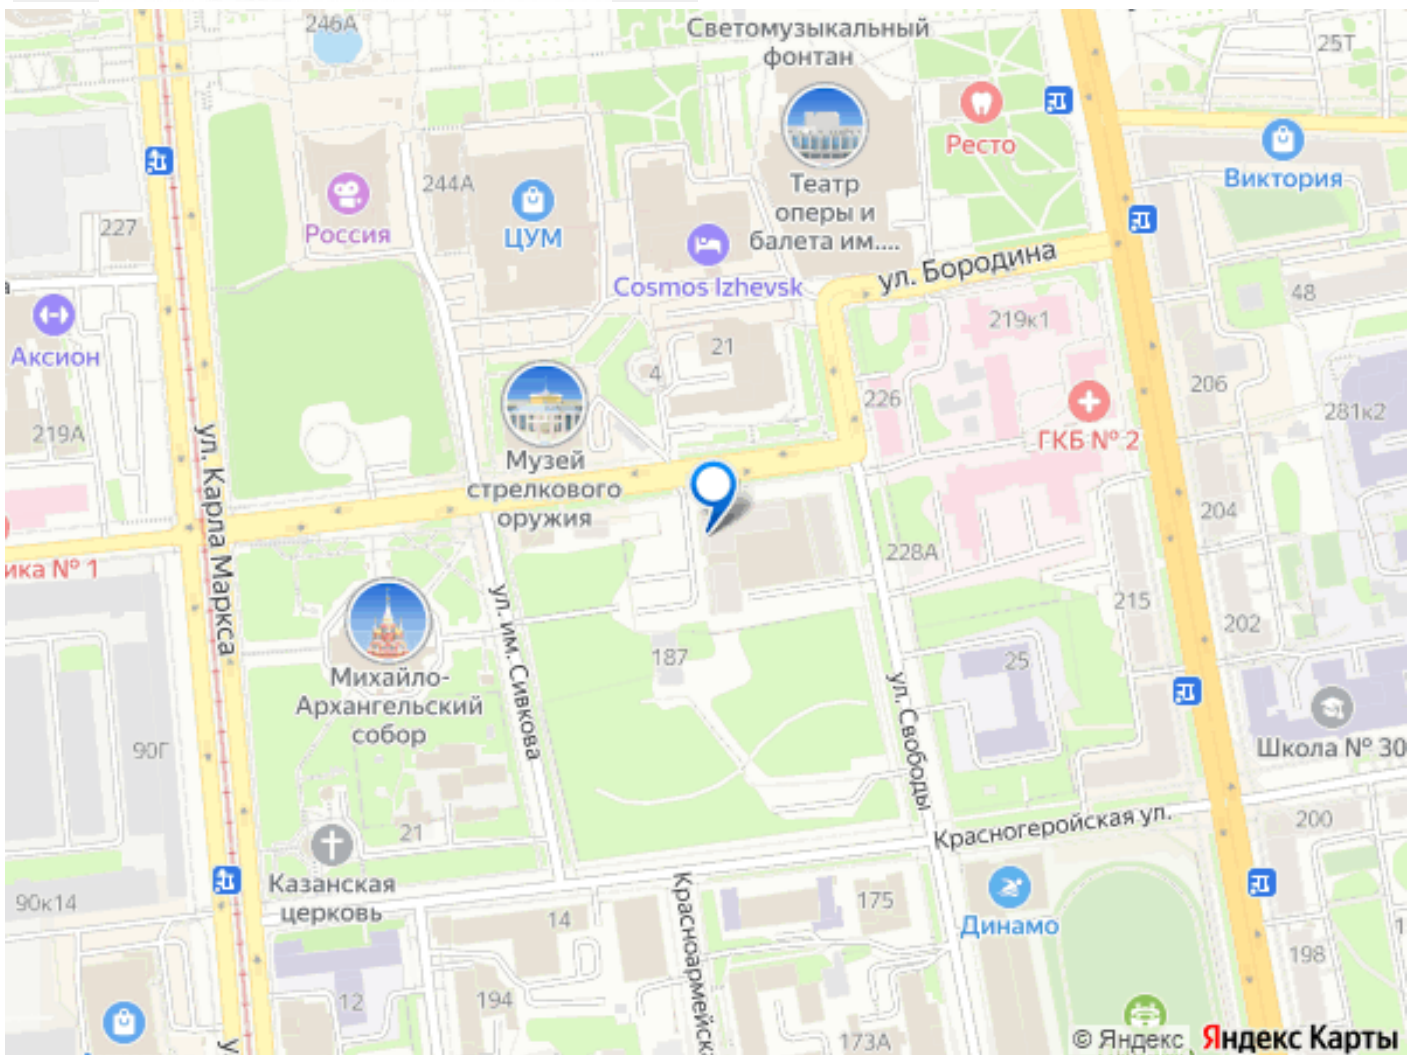 246А
Светомузыкальный
фонтан
25Т
Ресто
Виктория
244А
Театр
оперы и
балета им....
Россия
ЦУМ
227
Cosmos Izhevsk
ул. Бородина
48
219к1
Аксион
21
4
206
226
281к2
219А
ГКБ № 2
ул. Карла Маркса
Музей
стрелкового
оружия
204
228А
ика № 1
ул. им. Сивкова
215
202
187
25
Михайло-
Архангельский
собор
ул. Свободы
90Г
Школа № 30
21
Красногеройская ул.
200
Казанская
церковь
90к14
14
Красноармейска
175
Динамо
198
1
12
194
173А
у
© Яндекс Яндекс Карты